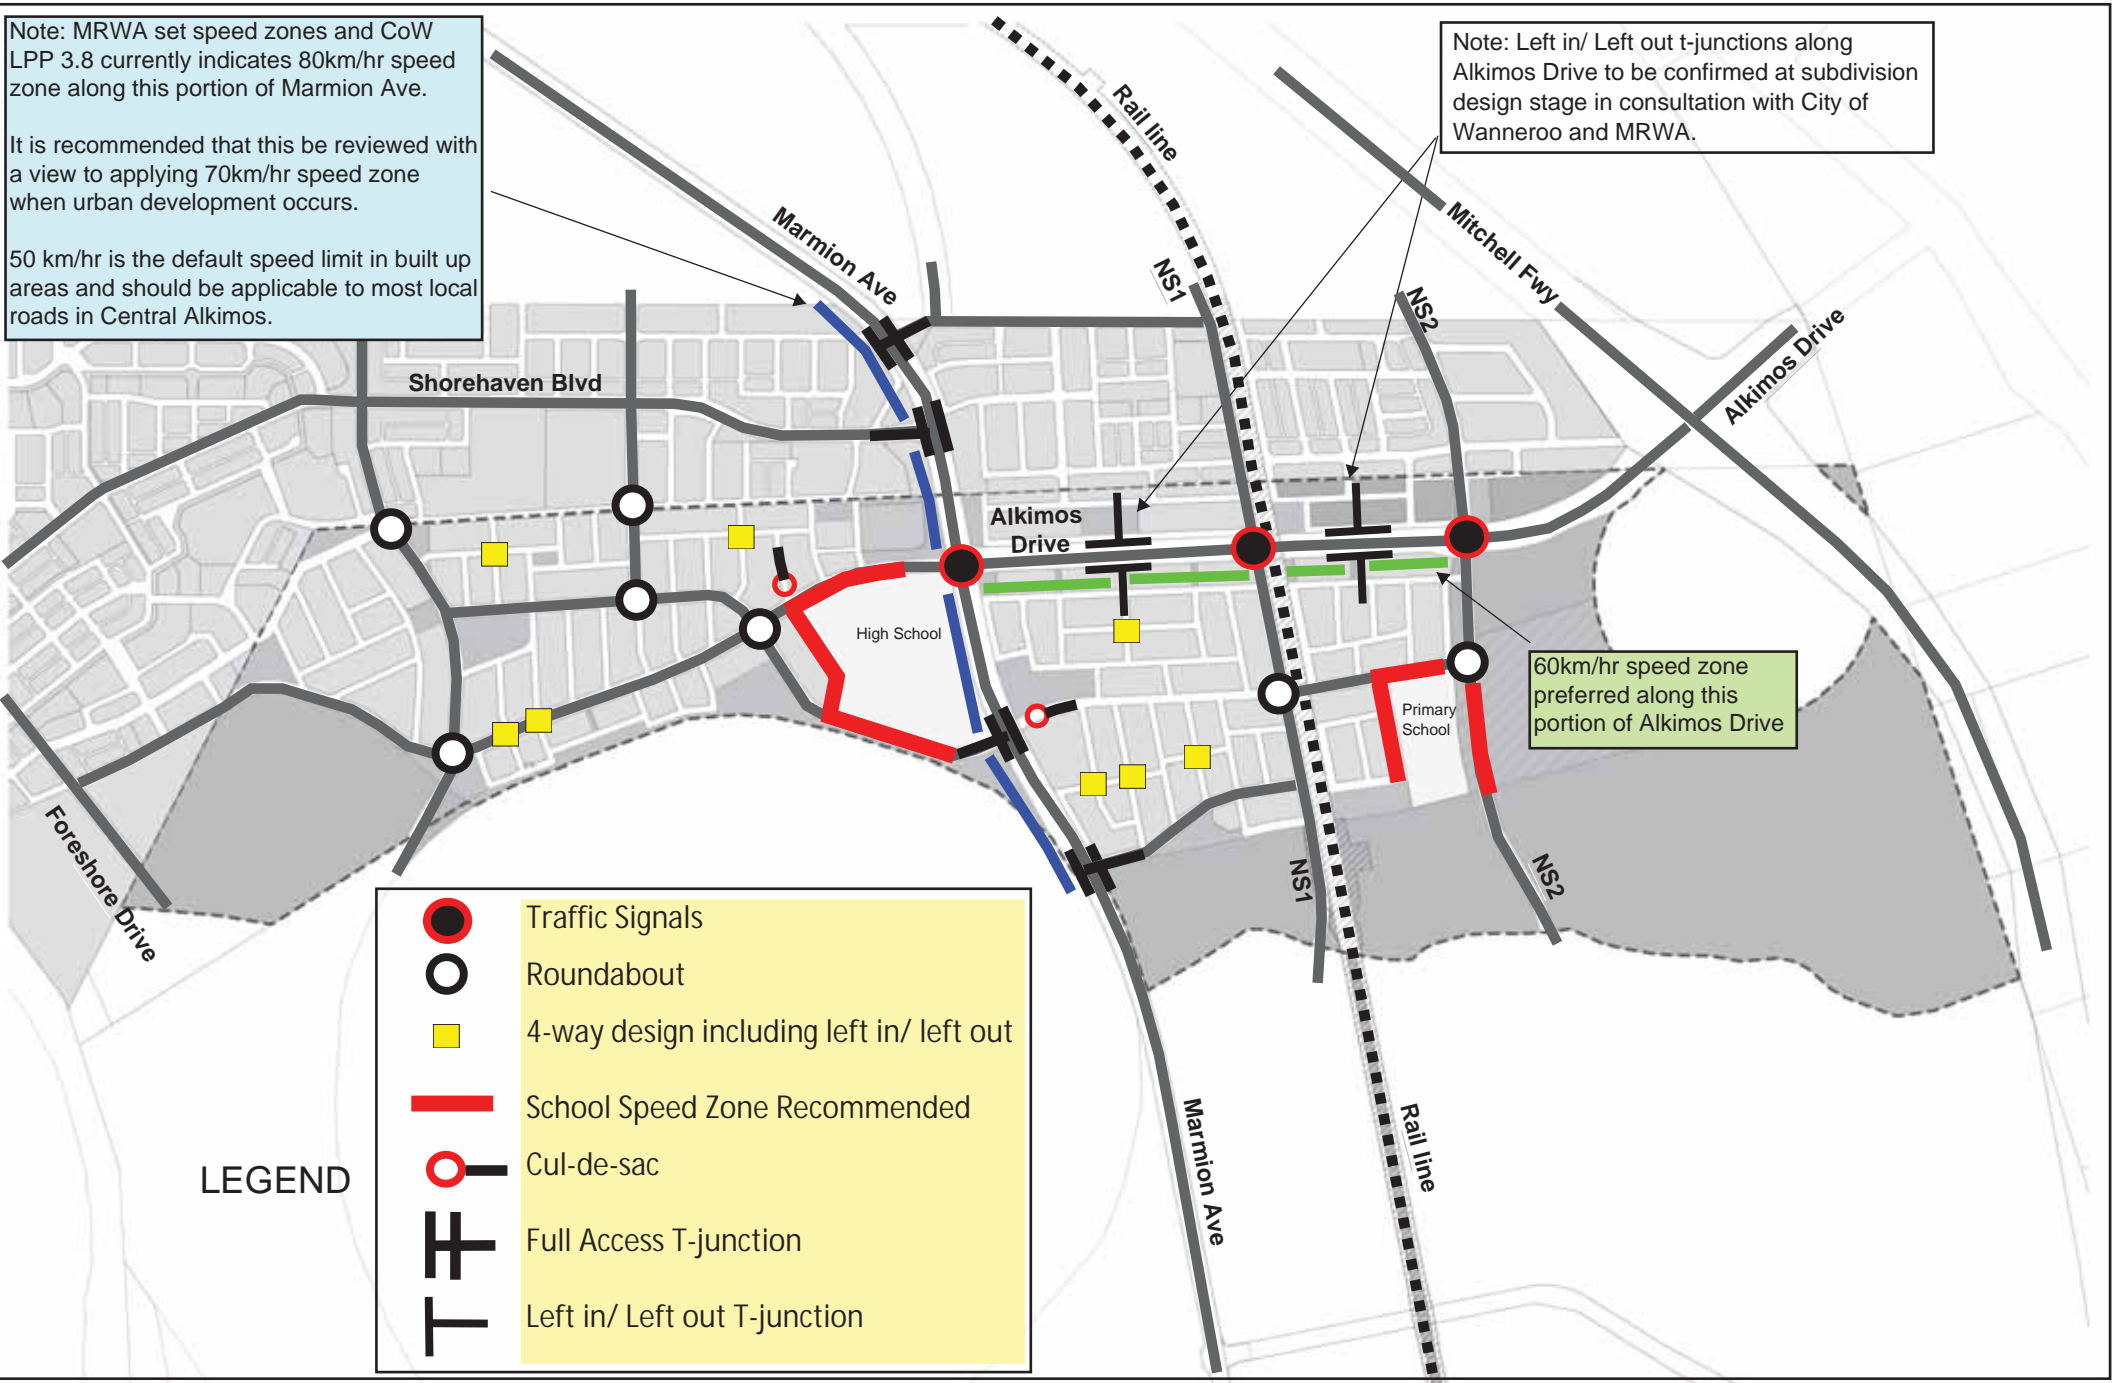 Note: MRWA set speed zones and CoW
LPP 3.8 currently indicates 80km/hr speed
zone along this portion of Marmion Ave.
It is recommended that this be reviewed with
a view to applying 70km/hr speed zone
when urban development occurs.
50 km/hr is the default speed limit in built up
areas and should be applicable to most local
roads in Central Alkimos.
Note: Left in/ Left out t-junctions along
Alkimos Drive to be confirmed at subdivision
design stage in consultation with City of
Wanneroo and MRWA.
Rail line
Marmion Ave
NS1
Mitchell Fwy
NS2
Alkimos Drive
Shorehaven Blvd
Alkimos
Drive
High School
60km/hr speed zone
preferred along this
portion of Alkimos Drive
Primary
School
Foreshore Drive
NS1
NS2
Marmion Ave
Rail line
LEGEND
Traffic Signals
Roundabout
4-way design including left in/ left out
School Speed Zone Recommended
Cul-de-sac
Full Access T-junction
Left in/ Left out T-junction